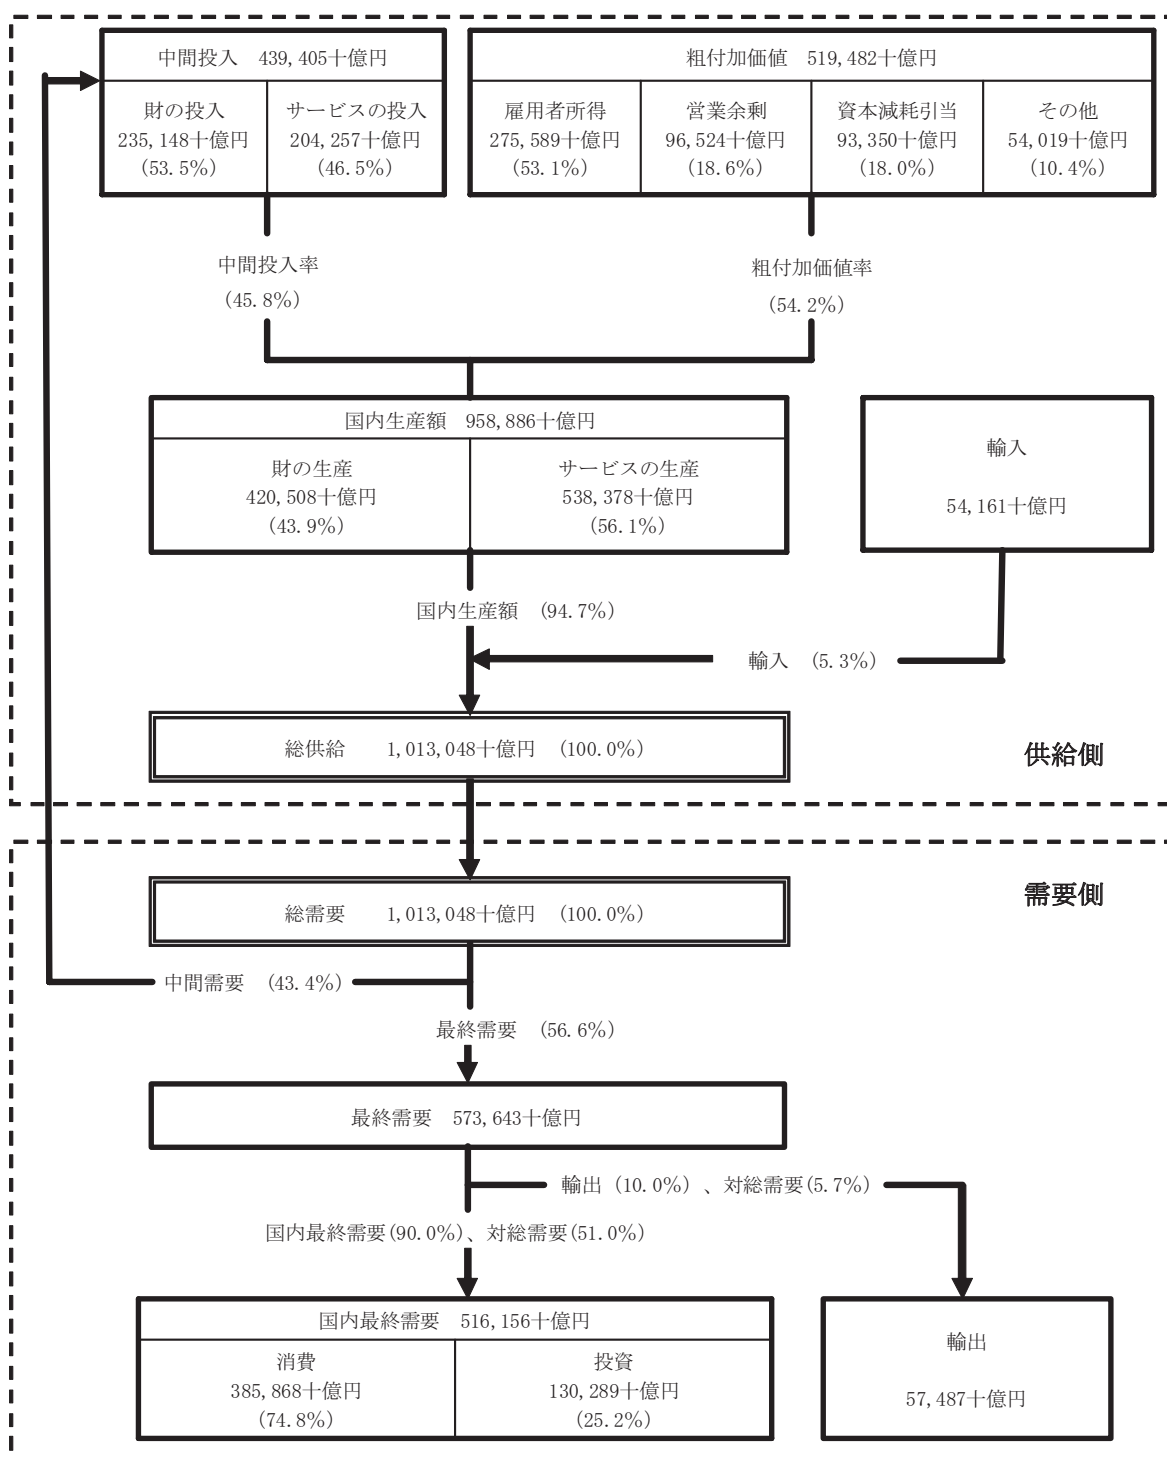 中間投入　439,405十億円
財の投入
235,148十億円
(53.5%)
サービスの投入
204,257十億円
(46.5%)
粗付加価値　519,482十億円
雇用者所得
275,589十億円
(53.1%)
営業余剰
96,524十億円
(18.6%)
資本減耗引当
93,350十億円
(18.0%)
その他
54,019十億円
(10.4%)
中間投入率
(45.8%)
粗付加価値率
(54.2%)
国内生産額　958,886十億円
財の生産
420,508十億円
(43.9%)
サービスの生産
538,378十億円
(56.1%)
輸入
54,161十億円
国内生産額　(94.7%)
輸入　(5.3%)
総供給　　1,013,048十億円　(100.0%)
供給側
需要側
総需要　　1,013,048十億円　(100.0%)
中間需要　(43.4%)
最終需要　(56.6%)
最終需要　573,643十億円
輸出 (10.0%) 、対総需要(5.7%)
国内最終需要(90.0%)、対総需要(51.0%)
国内最終需要　516,156十億円
消費
385,868十億円
(74.8%)
投資
130,289十億円
(25.2%)
輸出
57,487十億円